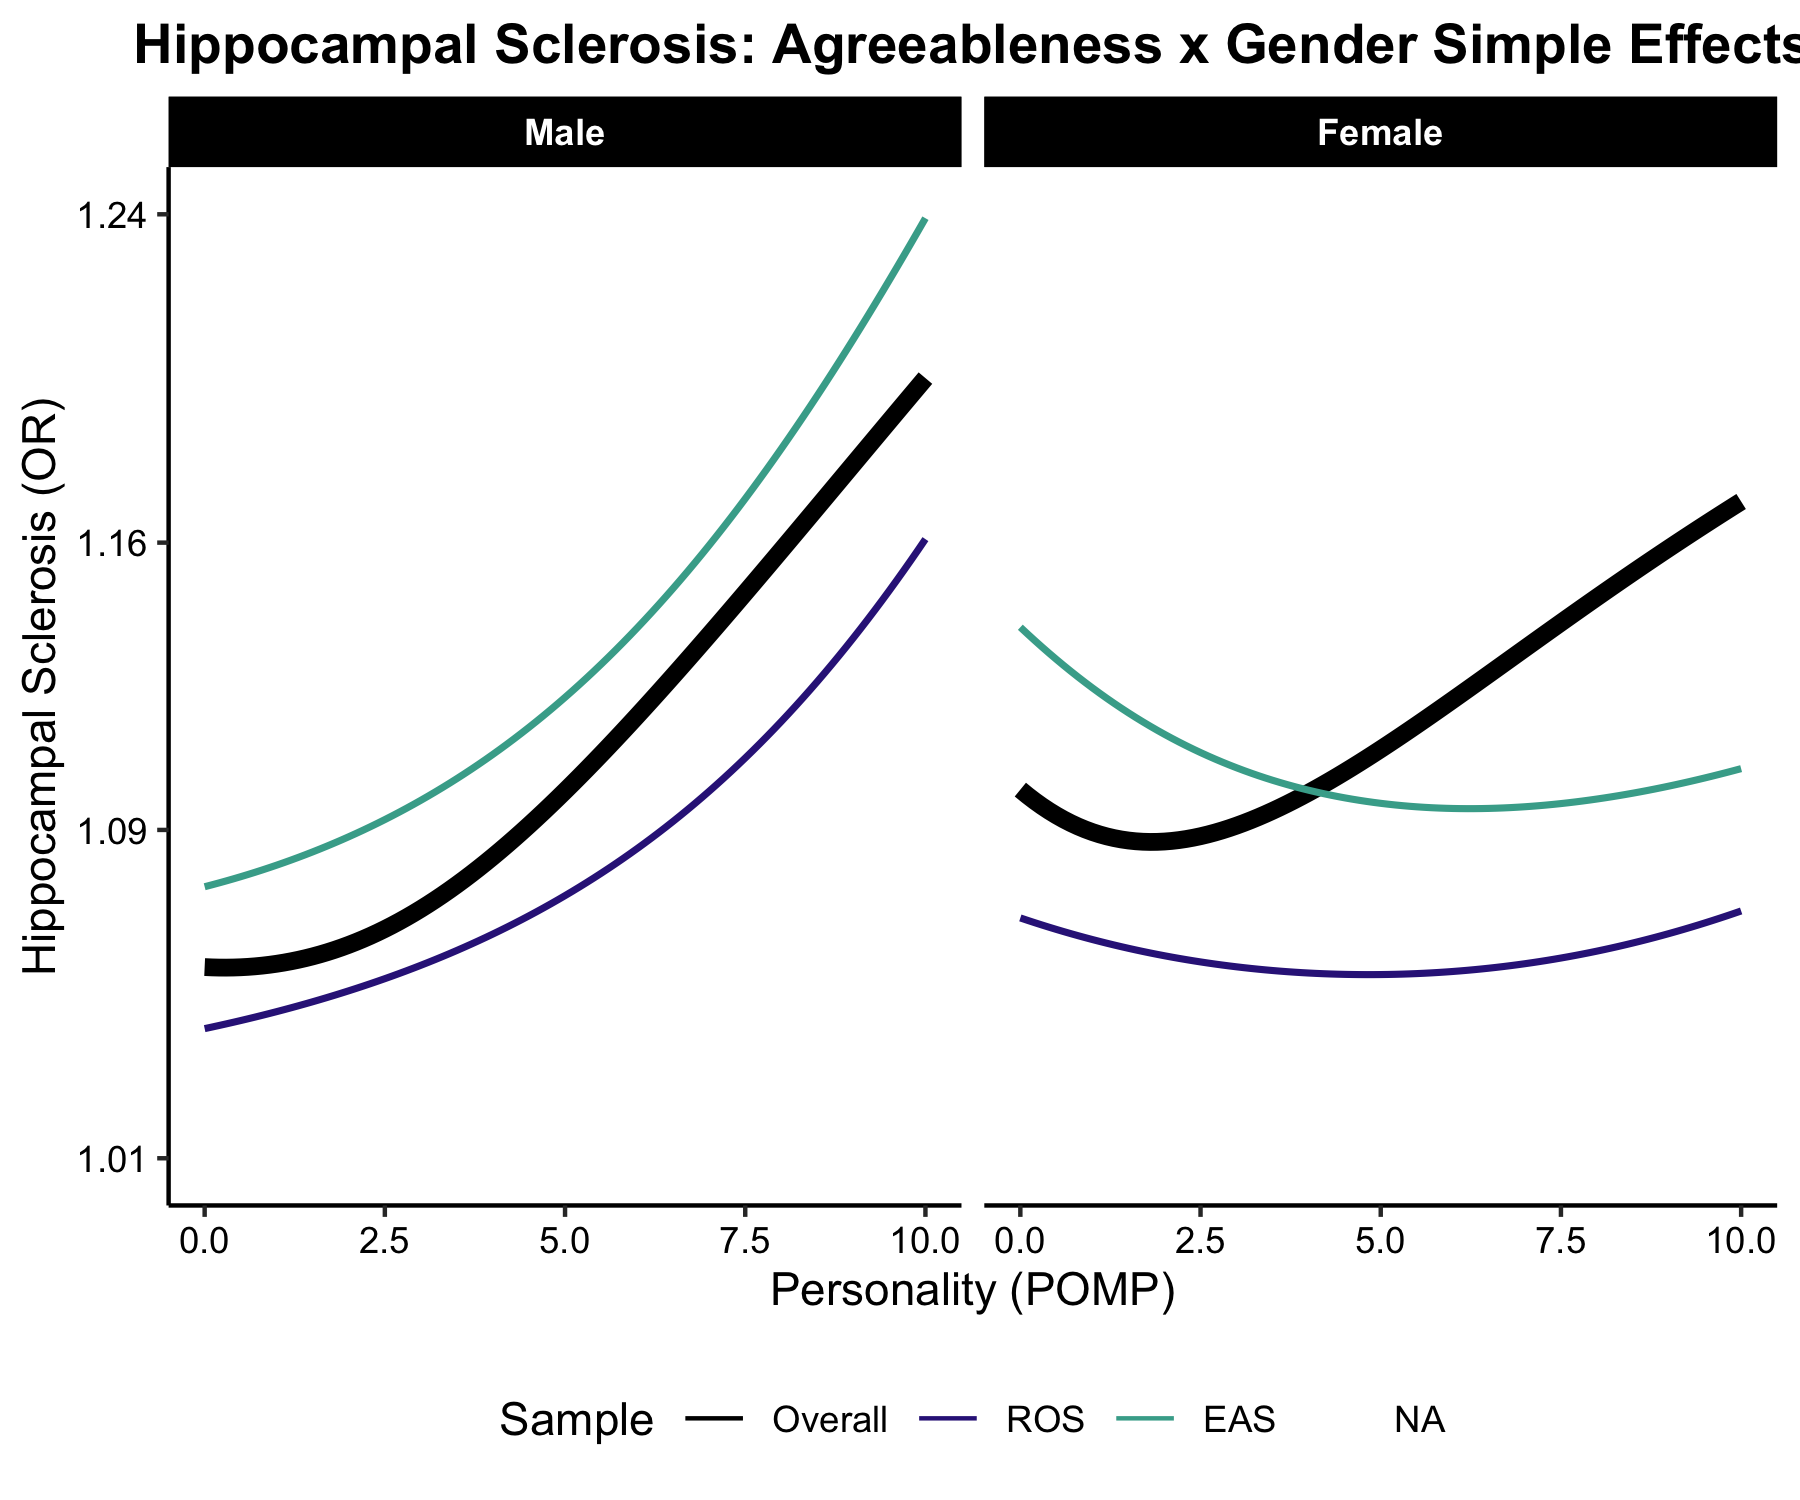 Hippocampal Sclerosis: Agreeableness x Gender Simple Effects
Male
Female
Hippocampal Sclerosis (OR)
1.24
1.16
1.09
1.01
0.0 2.5 5.0 7.5 10.0
0.0 2.5 5.0 7.5 10.0
Personality (POMP)
Sample Overall ROS EAS NA